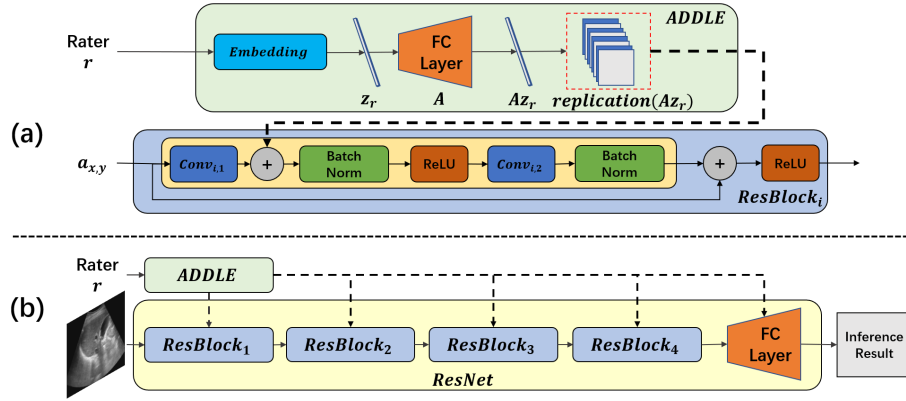 ADDLE
Rater
r
Embedding
z_r
FC
Layer
A
Az_r
replication(Az_r)
(a)
a_{x,y}
Conv_{i,1}
+
Batch
Norm
ReLU
Conv_{i,2}
Batch
Norm
+
ReLU
ResBlock_i
Rater
r
ADDLE
(b)
ResBlock_1
ResBlock_2
ResBlock_3
ResBlock_4
FC
Layer
Inference
Result
ResNet